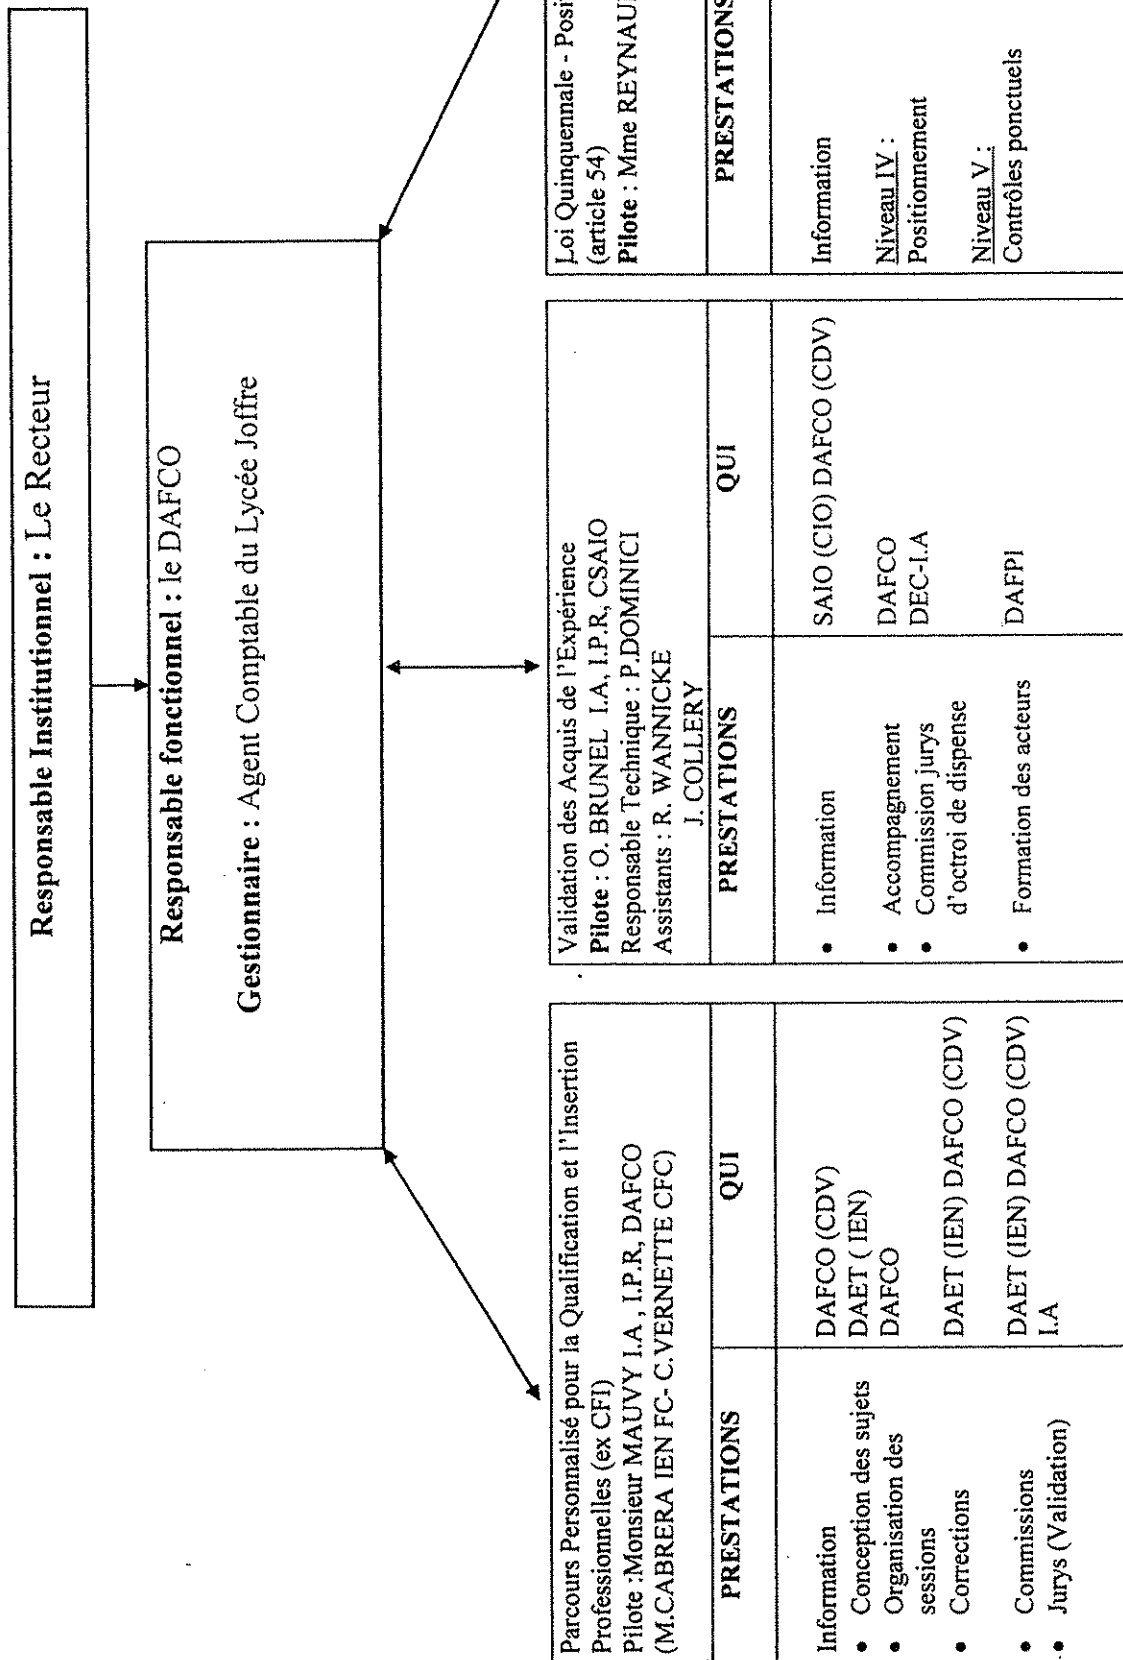 Responsable Institutionnel : Le Recteur
Responsable fonctionnel : le DAFCO
Gestionnaire : Agent Comptable du Lycée Joffre
Parcours Personnalisé pour la Qualification et l'Insertion
Professionnelles (ex CFI)
Pilote :Monsieur MAUVY I.A , I.P.R, DAFCO
(M.CABRERA IEN FC- C.VERNETTE CFC)
PRESTATIONS
QUI
Information
DAFCO (CDV)
• Conception des sujets
DAET ( IEN)
• Organisation des
DAFCO
sessions
• Corrections
DAET (IEN) DAFCO (CDV)
• Commissions
DAET (IEN) DAFCO (CDV)
• Jurys (Validation)
I.A
Validation des Acquis de l'Expérience
Pilote : O. BRUNEL I.A, I.P.R, CSAIO
Responsable Technique : P.DOMINICI
Assistants : R. WANNICKE
J. COLLERY
PRESTATIONS
QUI
• Information
SAIO (CIO) DAFCO (CDV)
• Accompagnement
DAFCO
• Commission jurys
DEC-I.A
d'octroi de dispense
• Formation des acteurs
DAFPI
Loi Quinquennale - Posi
(article 54)
Pilote : Mme REYNAU
PRESTATIONS
Information
Niveau IV :
Positionnement
Niveau V :
Contrôles ponctuels